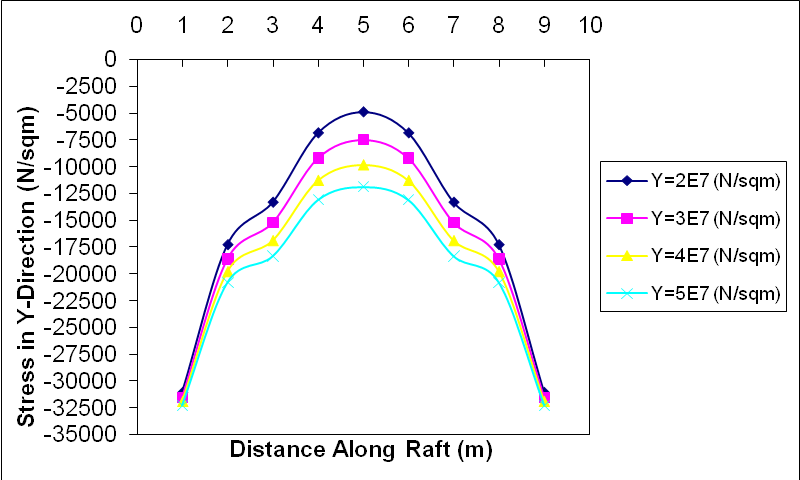 0 1 2 3 4 5 6 7 8 9 10
0
-2500
-5000
-7500
-10000
-12500
-15000
-17500
-20000
-22500
-25000
-27500
-30000
-32500
-35000
Stress in Y-Direction (N/sqm)
Distance Along Raft (m)
Y=2E7 (N/sqm)
Y=3E7 (N/sqm)
Y=4E7 (N/sqm)
Y=5E7 (N/sqm)